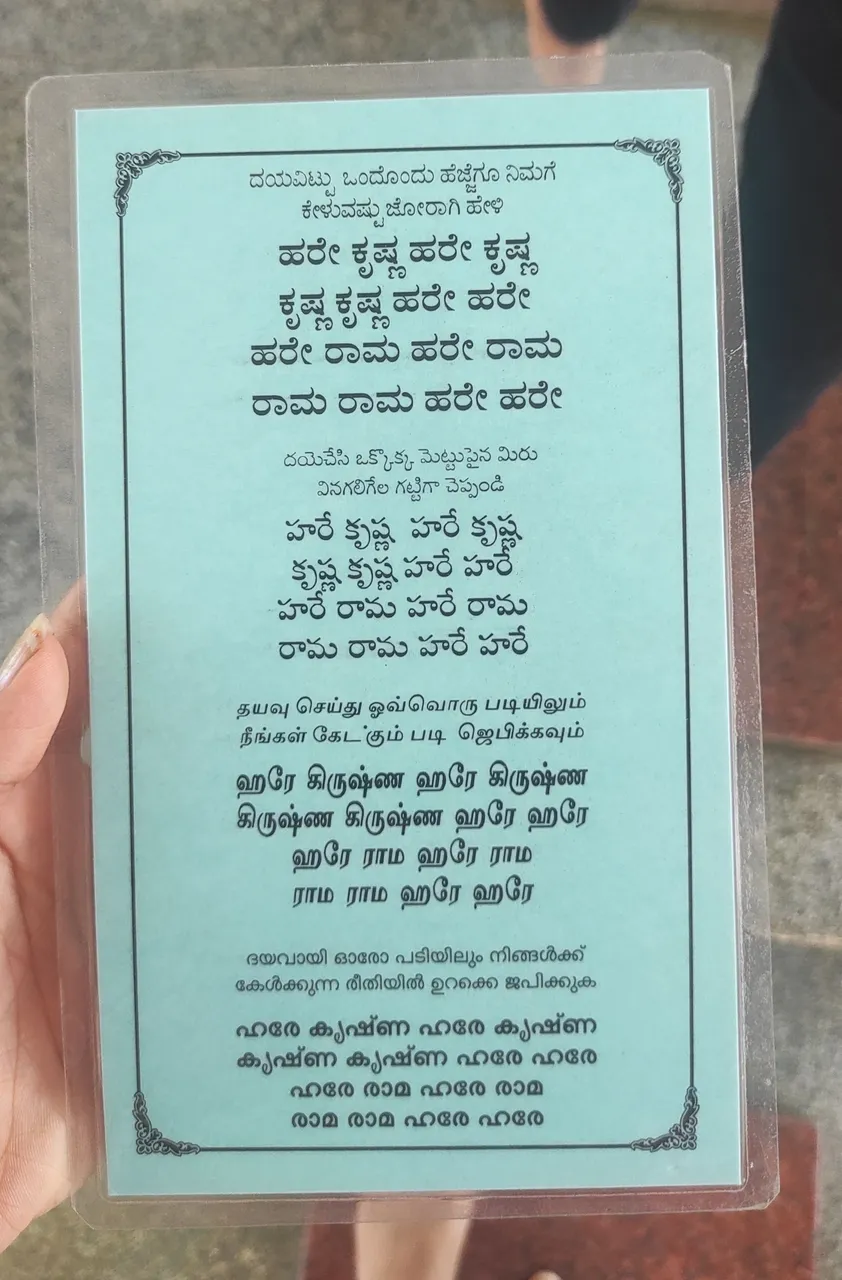 ದಯವಿಟ್ಟು ಒಂದೊಂದು ಹೆಜ್ಜೆಗೂ ನಿಮಗೆ
ಕೇಳುವಷ್ಟು ಜೋರಾಗಿ ಹೇಳಿ
ಹರೇ ಕೃಷ್ಣ ಹರೇ ಕೃಷ್ಣ
ಕೃಷ್ಣ ಕೃಷ್ಣ ಹರೇ ಹರೇ
ಹರೇ ರಾಮ ಹರೇ ರಾಮ
ರಾಮ ರಾಮ ಹರೇ ಹರೇ
దయచేసి ఒక్కొక్క మెట్టుపైన మిరు
వినగలిగేల గట్టిగా చెప్పండి
హరే కృష్ణ హరే కృష్ణ
కృష్ణ కృష్ణ హరే హరే
హరే రామ హరే రామ
రామ రామ హరే హరే
தயவு செய்து ஓவ்வொரு படியிலும்
நீங்கள் கேட்கும் படி ஜெபிக்கவும்
ஹரே கிருஷ்ண ஹரே கிருஷ்ண
கிருஷ்ண கிருஷ்ண ஹரே ஹரே
ஹரே ராம ஹரே ராம
ராம ராம ஹரே ஹரே
ദയവായി ഓരോ പടിയിലും നിങ്ങൾക്ക്
കേൾക്കുന്ന രീതിയിൽ ഉറക്കെ ജപിക്കുക
ഹരേ കൃഷ്ണ ഹരേ കൃഷ്ണ
കൃഷ്ണ കൃഷ്ണ ഹരേ ഹരേ
ഹരേ രാമ ഹരേ രാമ
രാമ രാമ ഹരേ ഹരേ